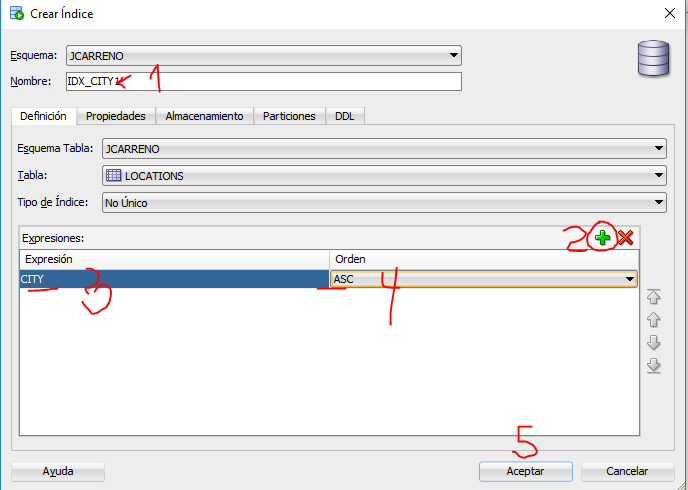 Crear Índice
Esquema: JCARRENO
Nombre: IDX_CITY1 1
Definición Propiedades Almacenamiento Particiones DDL
Esquema Tabla: JCARRENO
Tabla: LOCATIONS
Tipo de Índice: No Único
Expresiones: 2
Expresión Orden
CITY 3 ASC 4
5
Ayuda Aceptar Cancelar